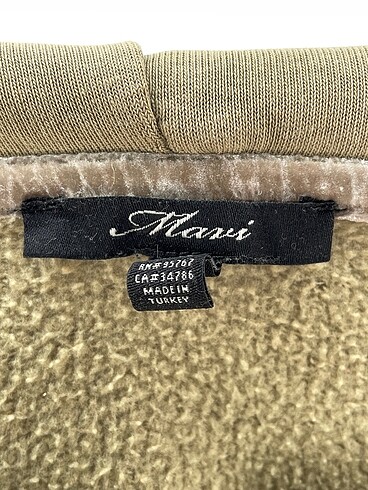 Mavi
RN#95767
CA#34786
MADE IN
TURKEY